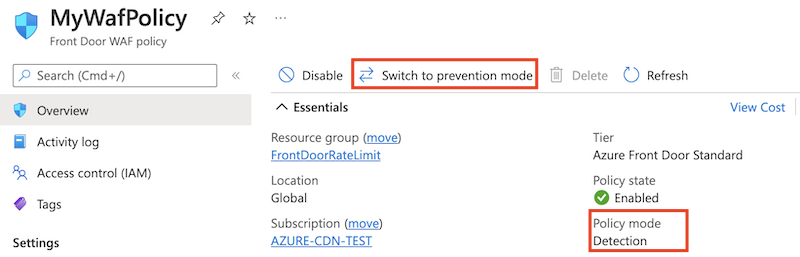 MyWafPolicy
Front Door WAF policy
Search (Cmd+/)
«
Disable
Switch to prevention mode
Delete
Refresh
Overview
Activity log
Access control (IAM)
Tags
Settings
Essentials
View Cost
Resource group (move)
FrontDoorRateLimit
Location
Global
Subscription (move)
AZURE-CDN-TEST
Tier
Azure Front Door Standard
Policy state
Enabled
Policy mode
Detection